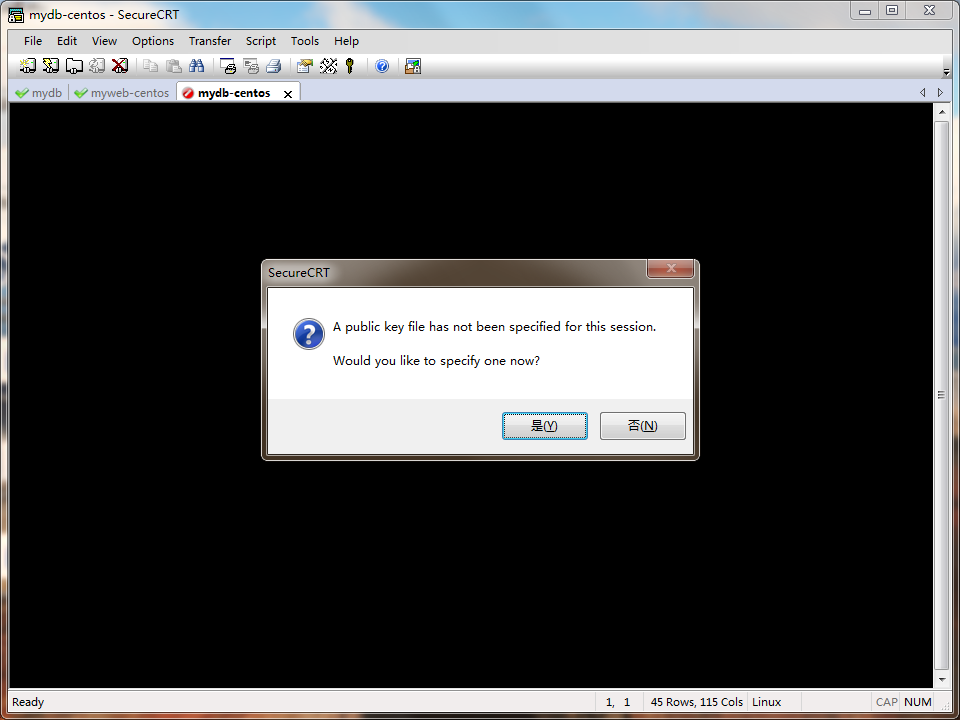 mydb-centos - SecureCRT
File Edit View Options Transfer Script Tools Help
mydb myweb-centos mydb-centos
SecureCRT
A public key file has not been specified for this session.
Would you like to specify one now?
是(Y) 否(N)
Ready 1, 1 45 Rows, 115 Cols Linux CAP NUM